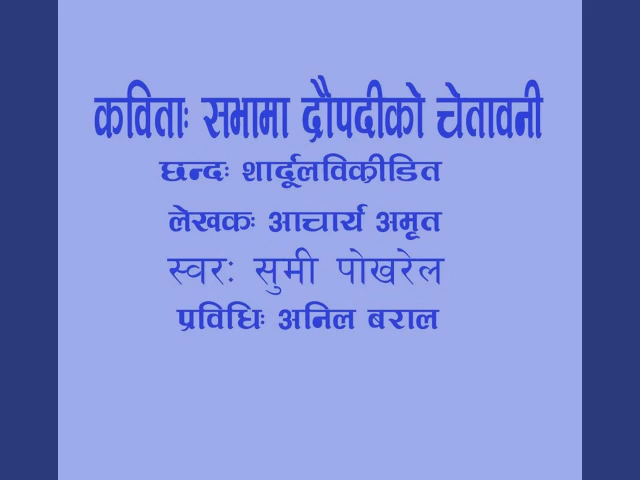 कविताः सभामा द्रौपदीको चेतावनी
छन्दः शार्दूलविक्रीडित
लेखकः आचार्य अमृत
स्वरः सुमी पोखरेल
प्रविधिः अनिल बराल